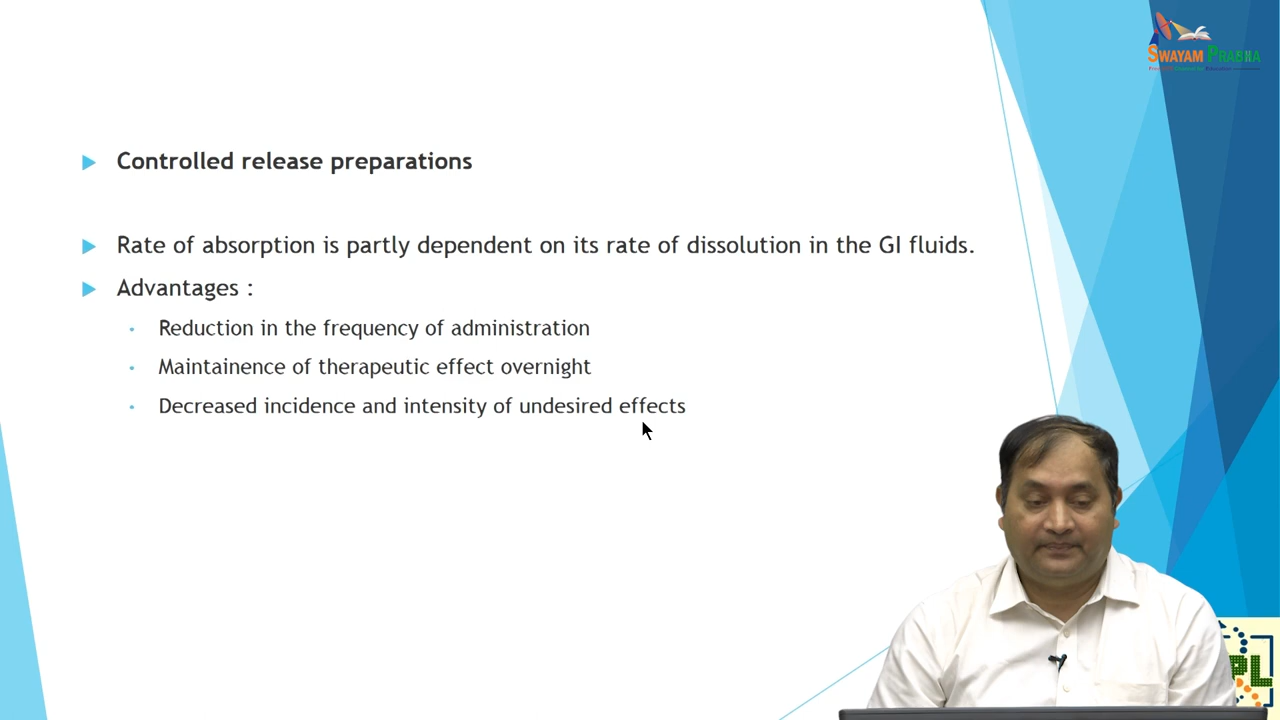 SWAYAM PRABHA
Controlled release preparations
Rate of absorption is partly dependent on its rate of dissolution in the GI fluids.
Advantages :
Reduction in the frequency of administration
Maintainence of therapeutic effect overnight
Decreased incidence and intensity of undesired effects
PL